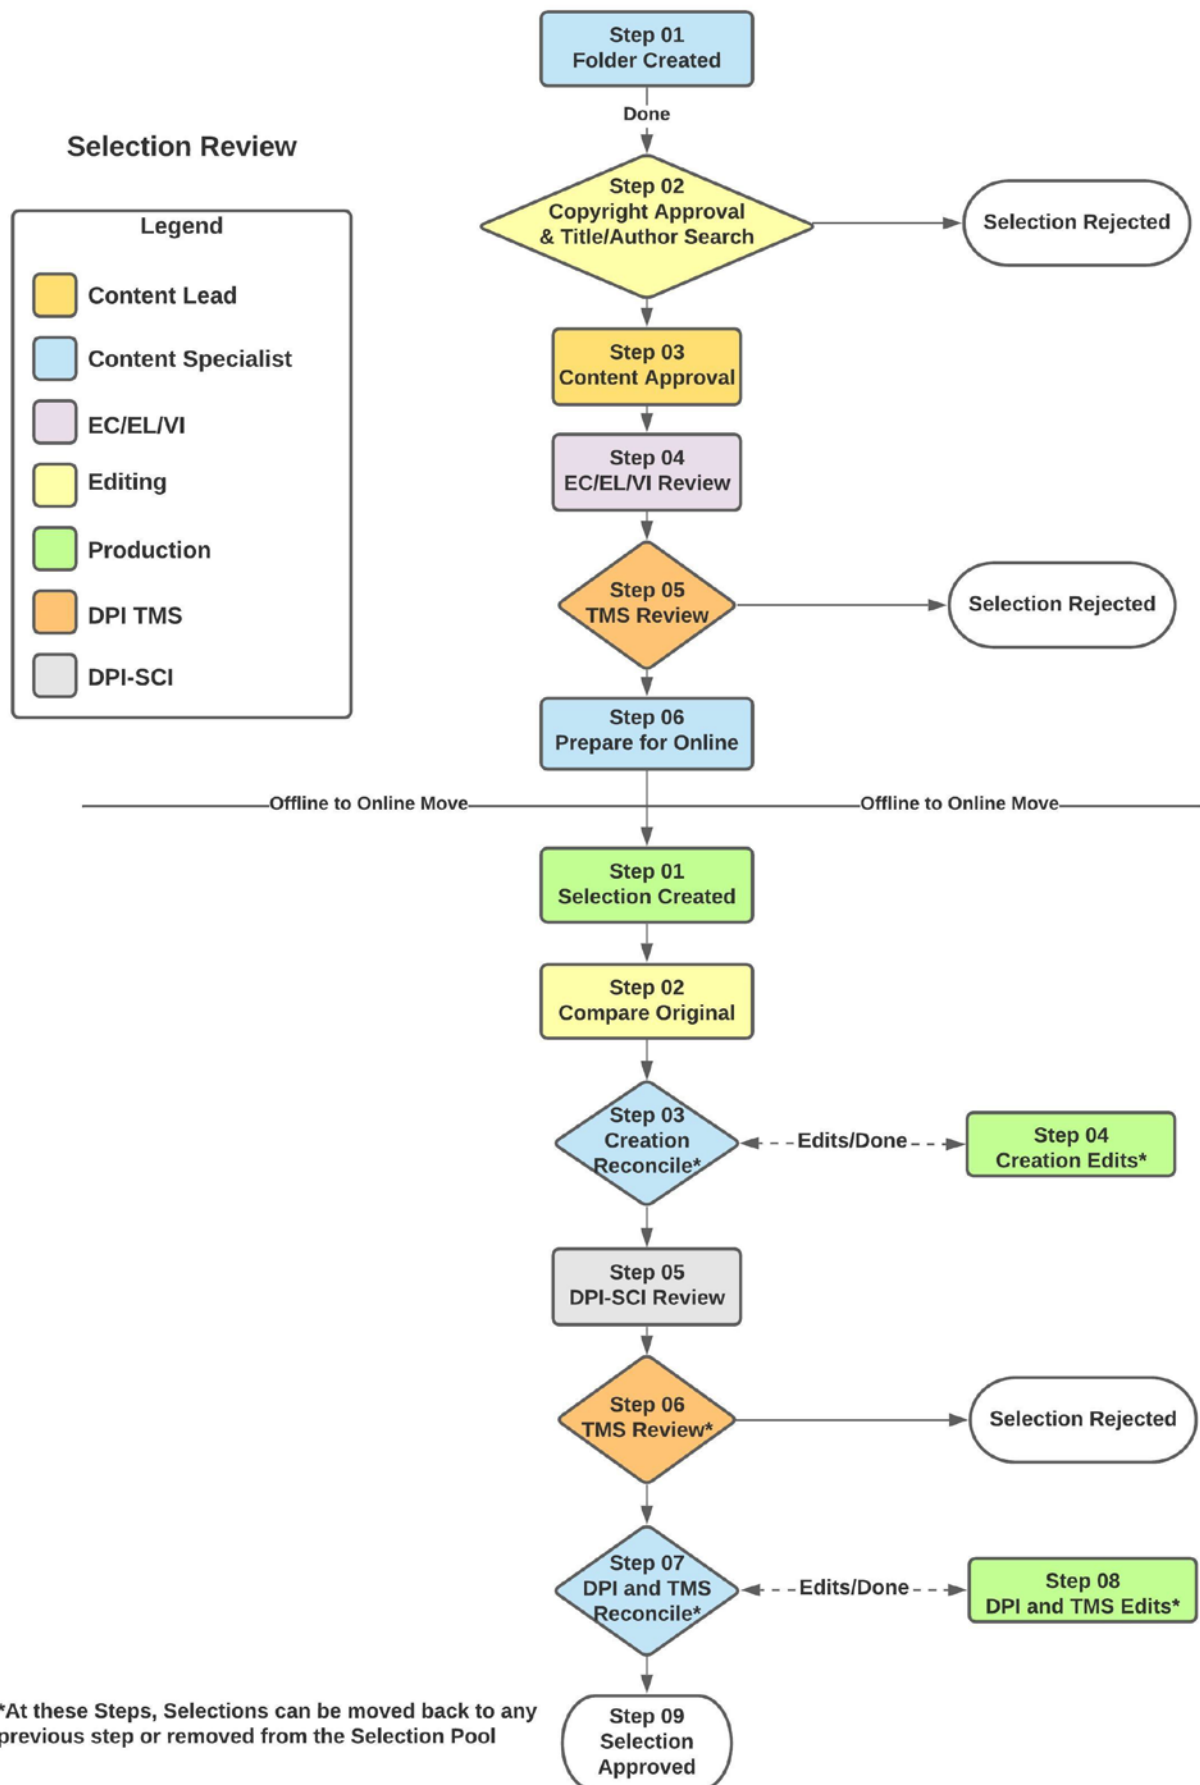 Step 01
Folder Created
Done
Selection Review
Step 02
Copyright Approval
& Title/Author Search
Selection Rejected
Legend
Content Lead
Content Specialist
EC/EL/VI
Editing
Production
DPI TMS
DPI-SCI
Step 03
Content Approval
Step 04
EC/EL/VI Review
Step 05
TMS Review
Selection Rejected
Step 06
Prepare for Online
Offline to Online Move
Offline to Online Move
Step 01
Selection Created
Step 02
Compare Original
Step 03
Creation
Reconcile*
Edits/Done
Step 04
Creation Edits*
Step 05
DPI-SCI Review
Step 06
TMS Review*
Selection Rejected
Step 07
DPI and TMS
Reconcile*
Edits/Done
Step 08
DPI and TMS Edits*
*At these Steps, Selections can be moved back to any
previous step or removed from the Selection Pool
Step 09
Selection
Approved